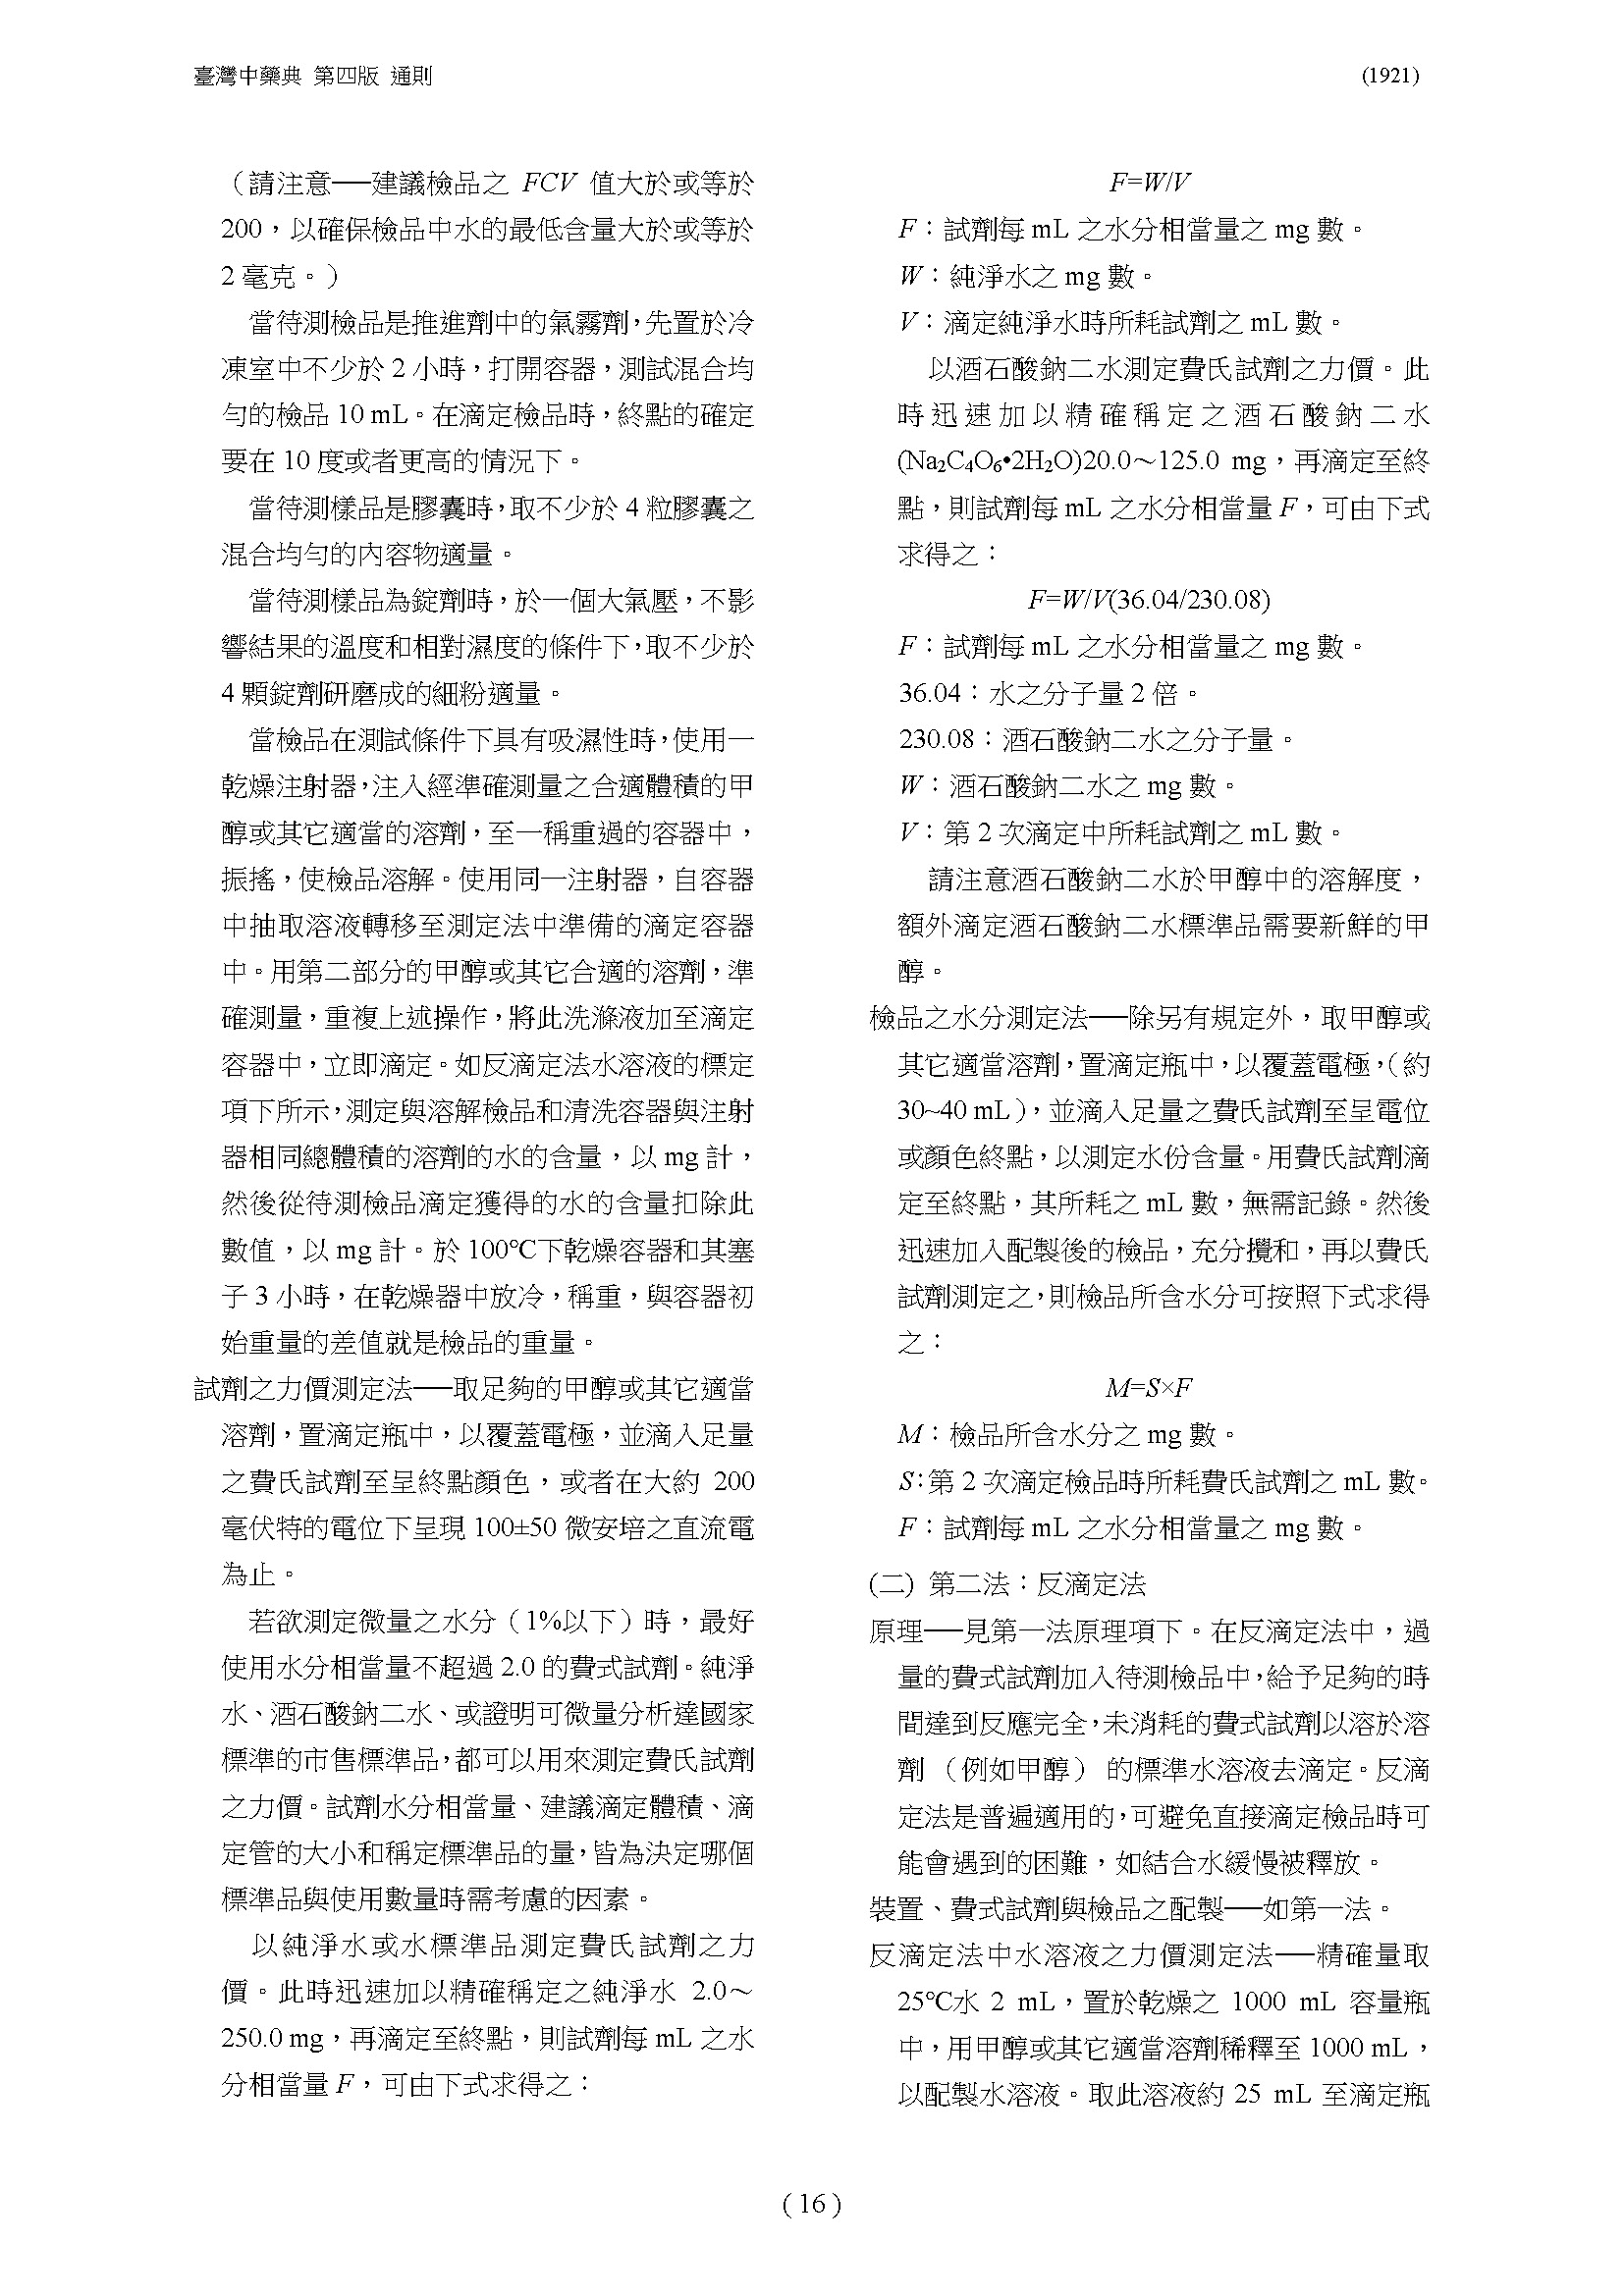 臺灣中藥典 第四版 通則
(1921)
（請注意──建議檢品之 FCV 值大於或等於
200，以確保檢品中水的最低含量大於或等於
2 毫克。）
當待測檢品是推進劑中的氣霧劑，先置於冷
凍室中不少於 2 小時，打開容器，測試混合均
勻的檢品 10 mL。在滴定檢品時，終點的確定
要在 10 度或者更高的情況下。
當待測樣品是膠囊時，取不少於 4 粒膠囊之
混合均勻的內容物適量。
當待測樣品為錠劑時，於一個大氣壓，不影
響結果的溫度和相對濕度的條件下，取不少於
4 顆錠劑研磨成的細粉適量。
當檢品在測試條件下具有吸濕性時，使用一
乾燥注射器，注入經準確測量之合適體積的甲
醇或其它適當的溶劑，至一稱重過的容器中，
振搖，使檢品溶解。使用同一注射器，自容器
中抽取溶液轉移至測定法中準備的滴定容器
中。用第二部分的甲醇或其它合適的溶劑，準
確測量，重複上述操作，將此洗滌液加至滴定
容器中，立即滴定。如反滴定法水溶液的標定
項下所示，測定與溶解檢品和清洗容器與注射
器相同總體積的溶劑的水的含量，以 mg 計，
然後從待測檢品滴定獲得的水的含量扣除此
數值，以 mg 計。於 100℃下乾燥容器和其塞
子 3 小時，在乾燥器中放冷，稱重，與容器初
始重量的差值就是檢品的重量。
試劑之力價測定法──取足夠的甲醇或其它適當
溶劑，置滴定瓶中，以覆蓋電極，並滴入足量
之費氏試劑至呈終點顏色，或者在大約 200
毫伏特的電位下呈現 100±50 微安培之直流電
為止。
若欲測定微量之水分（1%以下）時，最好
使用水分相當量不超過 2.0 的費式試劑。純淨
水、酒石酸鈉二水、或證明可微量分析達國家
標準的市售標準品，都可以用來測定費氏試劑
之力價。試劑水分相當量、建議滴定體積、滴
定管的大小和稱定標準品的量，皆為決定哪個
標準品與使用數量時需考慮的因素。
以純淨水或水標準品測定費氏試劑之力
價。此時迅速加以精確稱定之純淨水 2.0～
250.0 mg，再滴定至終點，則試劑每 mL 之水
分相當量 F，可由下式求得之：
F=W/V
F：試劑每 mL 之水分相當量之 mg 數。
W：純淨水之 mg 數。
V：滴定純淨水時所耗試劑之 mL 數。
以酒石酸鈉二水測定費氏試劑之力價。此
時迅速加以精確稱定之酒石酸鈉二水
(Na₂C₄O₆•2H₂O)20.0～125.0 mg，再滴定至終
點，則試劑每 mL 之水分相當量 F，可由下式
求得之：
F=W/V(36.04/230.08)
F：試劑每 mL 之水分相當量之 mg 數。
36.04：水之分子量 2 倍。
230.08：酒石酸鈉二水之分子量。
W：酒石酸鈉二水之 mg 數。
V：第 2 次滴定中所耗試劑之 mL 數。
請注意酒石酸鈉二水於甲醇中的溶解度，
額外滴定酒石酸鈉二水標準品需要新鮮的甲
醇。
檢品之水分測定法──除另有規定外，取甲醇或
其它適當溶劑，置滴定瓶中，以覆蓋電極，（約
30~40 mL），並滴入足量之費氏試劑至呈電位
或顏色終點，以測定水份含量。用費氏試劑滴
定至終點，其所耗之 mL 數，無需記錄。然後
迅速加入配製後的檢品，充分攪和，再以費氏
試劑測定之，則檢品所含水分可按照下式求得
之：
M=S×F
M：檢品所含水分之 mg 數。
S：第 2 次滴定檢品時所耗費氏試劑之 mL 數。
F：試劑每 mL 之水分相當量之 mg 數。
(二) 第二法：反滴定法
原理──見第一法原理項下。在反滴定法中，過
量的費式試劑加入待測檢品中，給予足夠的時
間達到反應完全，未消耗的費式試劑以溶於溶
劑 （例如甲醇） 的標準水溶液去滴定。反滴
定法是普遍適用的，可避免直接滴定檢品時可
能會遇到的困難，如結合水緩慢被釋放。
裝置、費式試劑與檢品之配製──如第一法。
反滴定法中水溶液之力價測定法──精確量取
25℃水 2 mL，置於乾燥之 1000 mL 容量瓶
中，用甲醇或其它適當溶劑稀釋至 1000 mL，
以配製水溶液。取此溶液約 25 mL 至滴定瓶
( 16 )